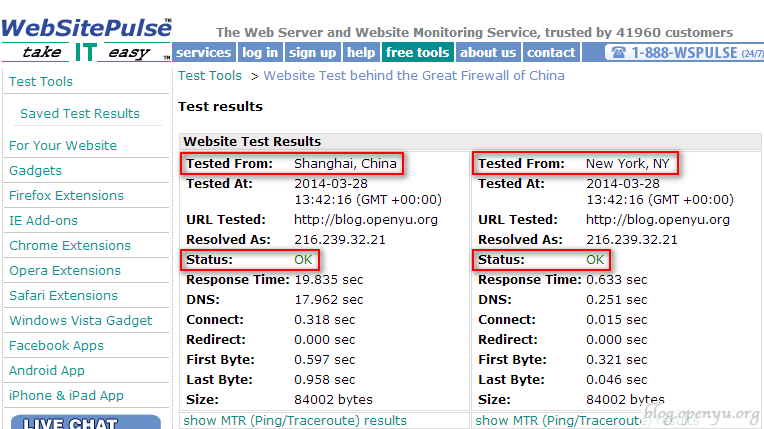 WebSitePulse™
take IT easy™
The Web Server and Website Monitoring Service, trusted by 41960 customers
services log in sign up help free tools about us contact ☎ 1-888-WSPULSE (24/7)
Test Tools > Website Test behind the Great Firewall of China
Test Tools
Saved Test Results
For Your Website
Gadgets
Firefox Extensions
IE Add-ons
Chrome Extensions
Opera Extensions
Safari Extensions
Windows Vista Gadget
Facebook Apps
Android App
iPhone & iPad App
LIVE CHAT
Test results
Website Test Results
Tested From: Shanghai, China
Tested At: 2014-03-28
13:42:16 (GMT +00:00)
URL Tested: http://blog.openyu.org
Resolved As: 216.239.32.21
Status: OK
Response Time: 19.835 sec
DNS: 17.962 sec
Connect: 0.318 sec
Redirect: 0.000 sec
First Byte: 0.597 sec
Last Byte: 0.958 sec
Size: 84002 bytes
show MTR (Ping/Traceroute) results
Tested From: New York, NY
Tested At: 2014-03-28
13:42:16 (GMT +00:00)
URL Tested: http://blog.openyu.org
Resolved As: 216.239.32.21
Status: OK
Response Time: 0.633 sec
DNS: 0.251 sec
Connect: 0.015 sec
Redirect: 0.000 sec
First Byte: 0.321 sec
Last Byte: 0.046 sec
Size: 84002 bytes
show MTR (Ping/Traceroute) results
blog.openyu.org